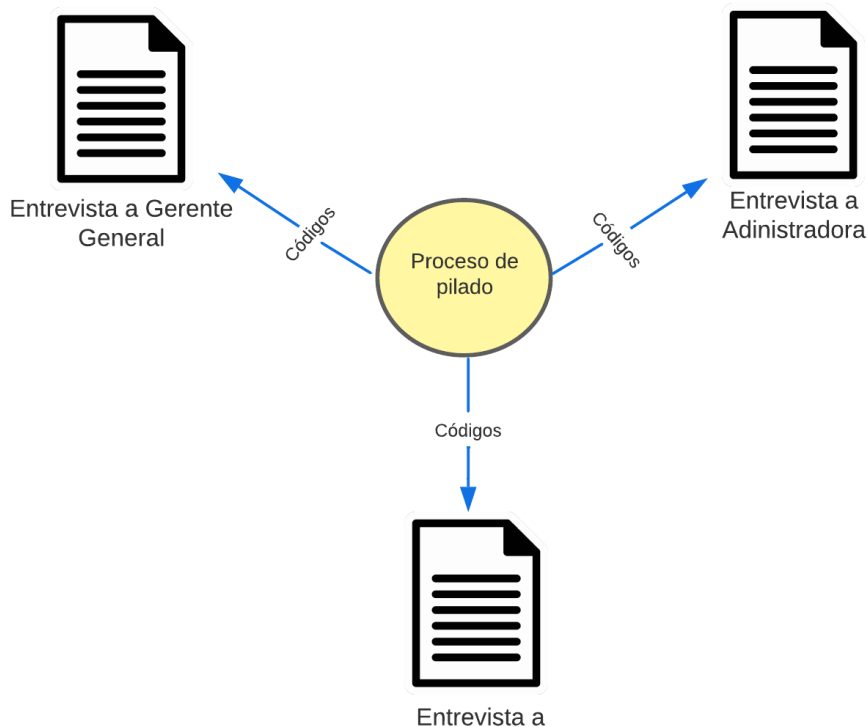 Entrevista a Gerente
General
Códigos
Proceso de
pilado
Códigos
Entrevista a
Adinistradora
Códigos
Entrevista a